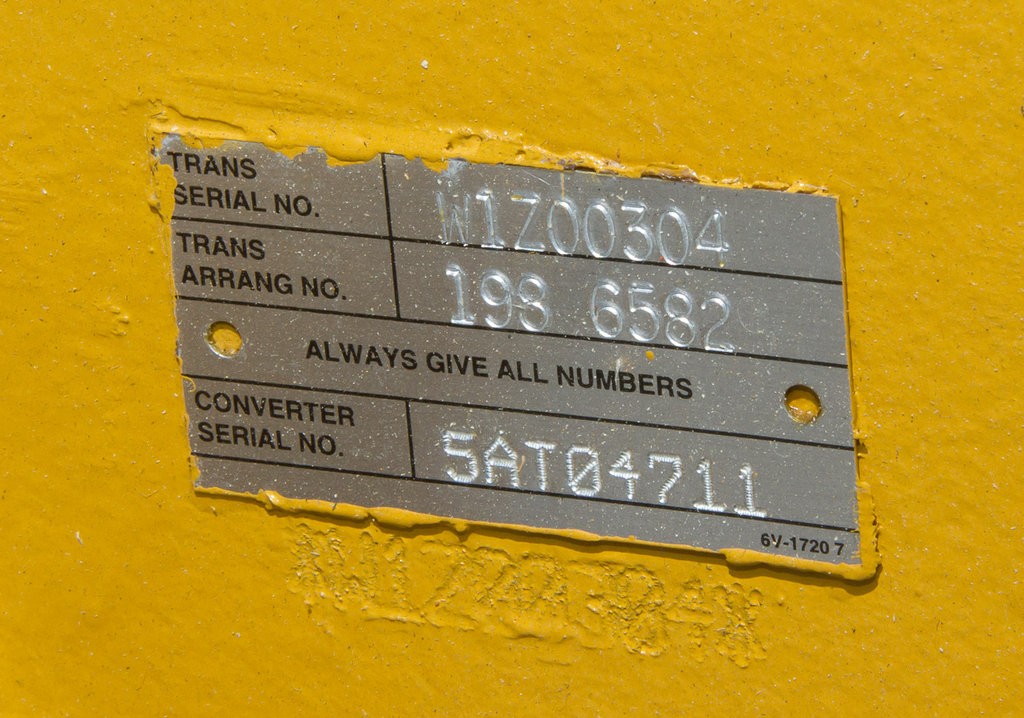 TRANS
SERIAL NO.
W1Z00304
TRANS
ARRANG NO.
199 6582
ALWAYS GIVE ALL NUMBERS
CONVERTER
SERIAL NO.
5AT04711
6V-1720 7